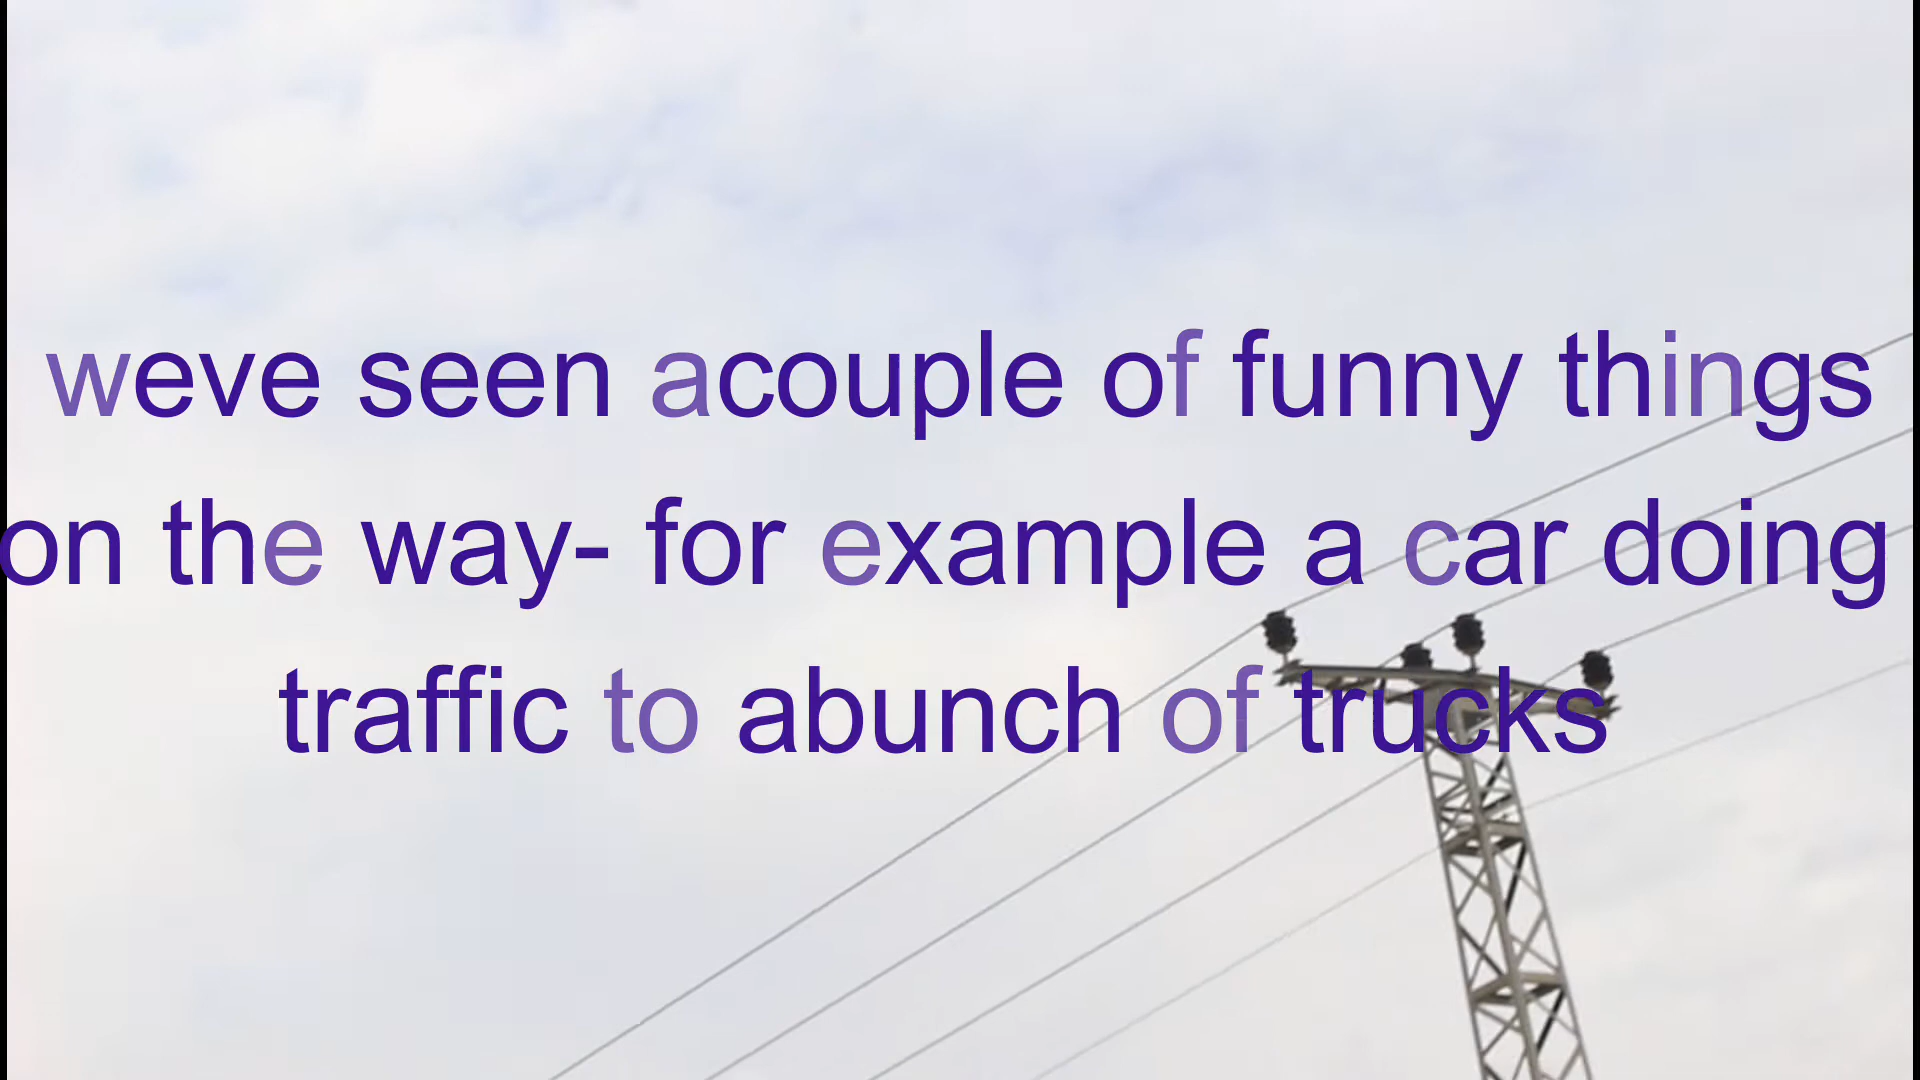 weve seen acouple of funny things
on the way- for example a car doing
traffic to abunch of trucks